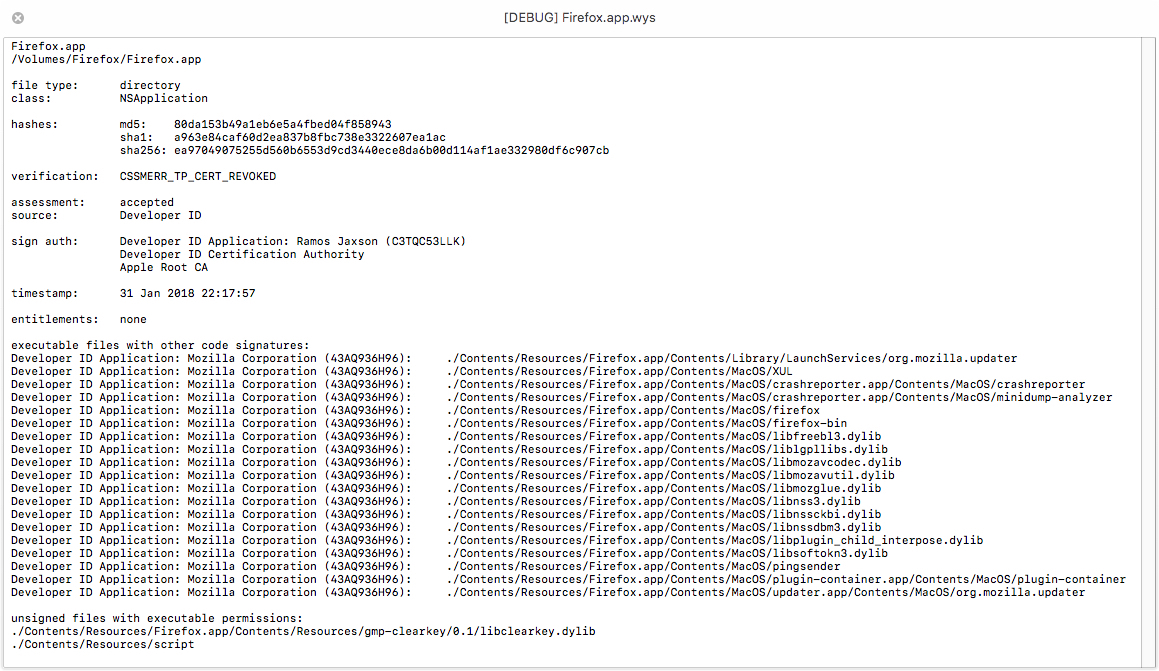 [DEBUG] Firefox.app.wys
Firefox.app
/Volumes/Firefox/Firefox.app
file type: directory
class: NSApplication
hashes: md5: 80da153b49a1eb6e5a4fbed04f858943
sha1: a963e84caf60d2ea837b8fbc738e3322607ea1ac
sha256: ea97049075255d560b6553d9cd3440ece8da6b00d114af1ae332980df6c907cb
verification: CSSMERR_TP_CERT_REVOKED
assessment: accepted
source: Developer ID
sign auth: Developer ID Application: Ramos Jaxson (C3TQC53LLK)
Developer ID Certification Authority
Apple Root CA
timestamp: 31 Jan 2018 22:17:57
entitlements: none
executable files with other code signatures:
Developer ID Application: Mozilla Corporation (43AQ936H96): ./Contents/Resources/Firefox.app/Contents/Library/LaunchServices/org.mozilla.updater
Developer ID Application: Mozilla Corporation (43AQ936H96): ./Contents/Resources/Firefox.app/Contents/MacOS/XUL
Developer ID Application: Mozilla Corporation (43AQ936H96): ./Contents/Resources/Firefox.app/Contents/MacOS/crashreporter.app/Contents/MacOS/crashreporter
Developer ID Application: Mozilla Corporation (43AQ936H96): ./Contents/Resources/Firefox.app/Contents/MacOS/crashreporter.app/Contents/MacOS/minidump-analyzer
Developer ID Application: Mozilla Corporation (43AQ936H96): ./Contents/Resources/Firefox.app/Contents/MacOS/firefox
Developer ID Application: Mozilla Corporation (43AQ936H96): ./Contents/Resources/Firefox.app/Contents/MacOS/firefox-bin
Developer ID Application: Mozilla Corporation (43AQ936H96): ./Contents/Resources/Firefox.app/Contents/MacOS/libfreebl3.dylib
Developer ID Application: Mozilla Corporation (43AQ936H96): ./Contents/Resources/Firefox.app/Contents/MacOS/liblgpllibs.dylib
Developer ID Application: Mozilla Corporation (43AQ936H96): ./Contents/Resources/Firefox.app/Contents/MacOS/libmozavcodec.dylib
Developer ID Application: Mozilla Corporation (43AQ936H96): ./Contents/Resources/Firefox.app/Contents/MacOS/libmozavutil.dylib
Developer ID Application: Mozilla Corporation (43AQ936H96): ./Contents/Resources/Firefox.app/Contents/MacOS/libmozglue.dylib
Developer ID Application: Mozilla Corporation (43AQ936H96): ./Contents/Resources/Firefox.app/Contents/MacOS/libnss3.dylib
Developer ID Application: Mozilla Corporation (43AQ936H96): ./Contents/Resources/Firefox.app/Contents/MacOS/libnssckbi.dylib
Developer ID Application: Mozilla Corporation (43AQ936H96): ./Contents/Resources/Firefox.app/Contents/MacOS/libnssdbm3.dylib
Developer ID Application: Mozilla Corporation (43AQ936H96): ./Contents/Resources/Firefox.app/Contents/MacOS/libplugin_child_interpose.dylib
Developer ID Application: Mozilla Corporation (43AQ936H96): ./Contents/Resources/Firefox.app/Contents/MacOS/libsoftokn3.dylib
Developer ID Application: Mozilla Corporation (43AQ936H96): ./Contents/Resources/Firefox.app/Contents/MacOS/pingsender
Developer ID Application: Mozilla Corporation (43AQ936H96): ./Contents/Resources/Firefox.app/Contents/MacOS/plugin-container.app/Contents/MacOS/plugin-container
Developer ID Application: Mozilla Corporation (43AQ936H96): ./Contents/Resources/Firefox.app/Contents/MacOS/updater.app/Contents/MacOS/org.mozilla.updater
unsigned files with executable permissions:
./Contents/Resources/Firefox.app/Contents/Resources/gmp-clearkey/0.1/libclearkey.dylib
./Contents/Resources/script